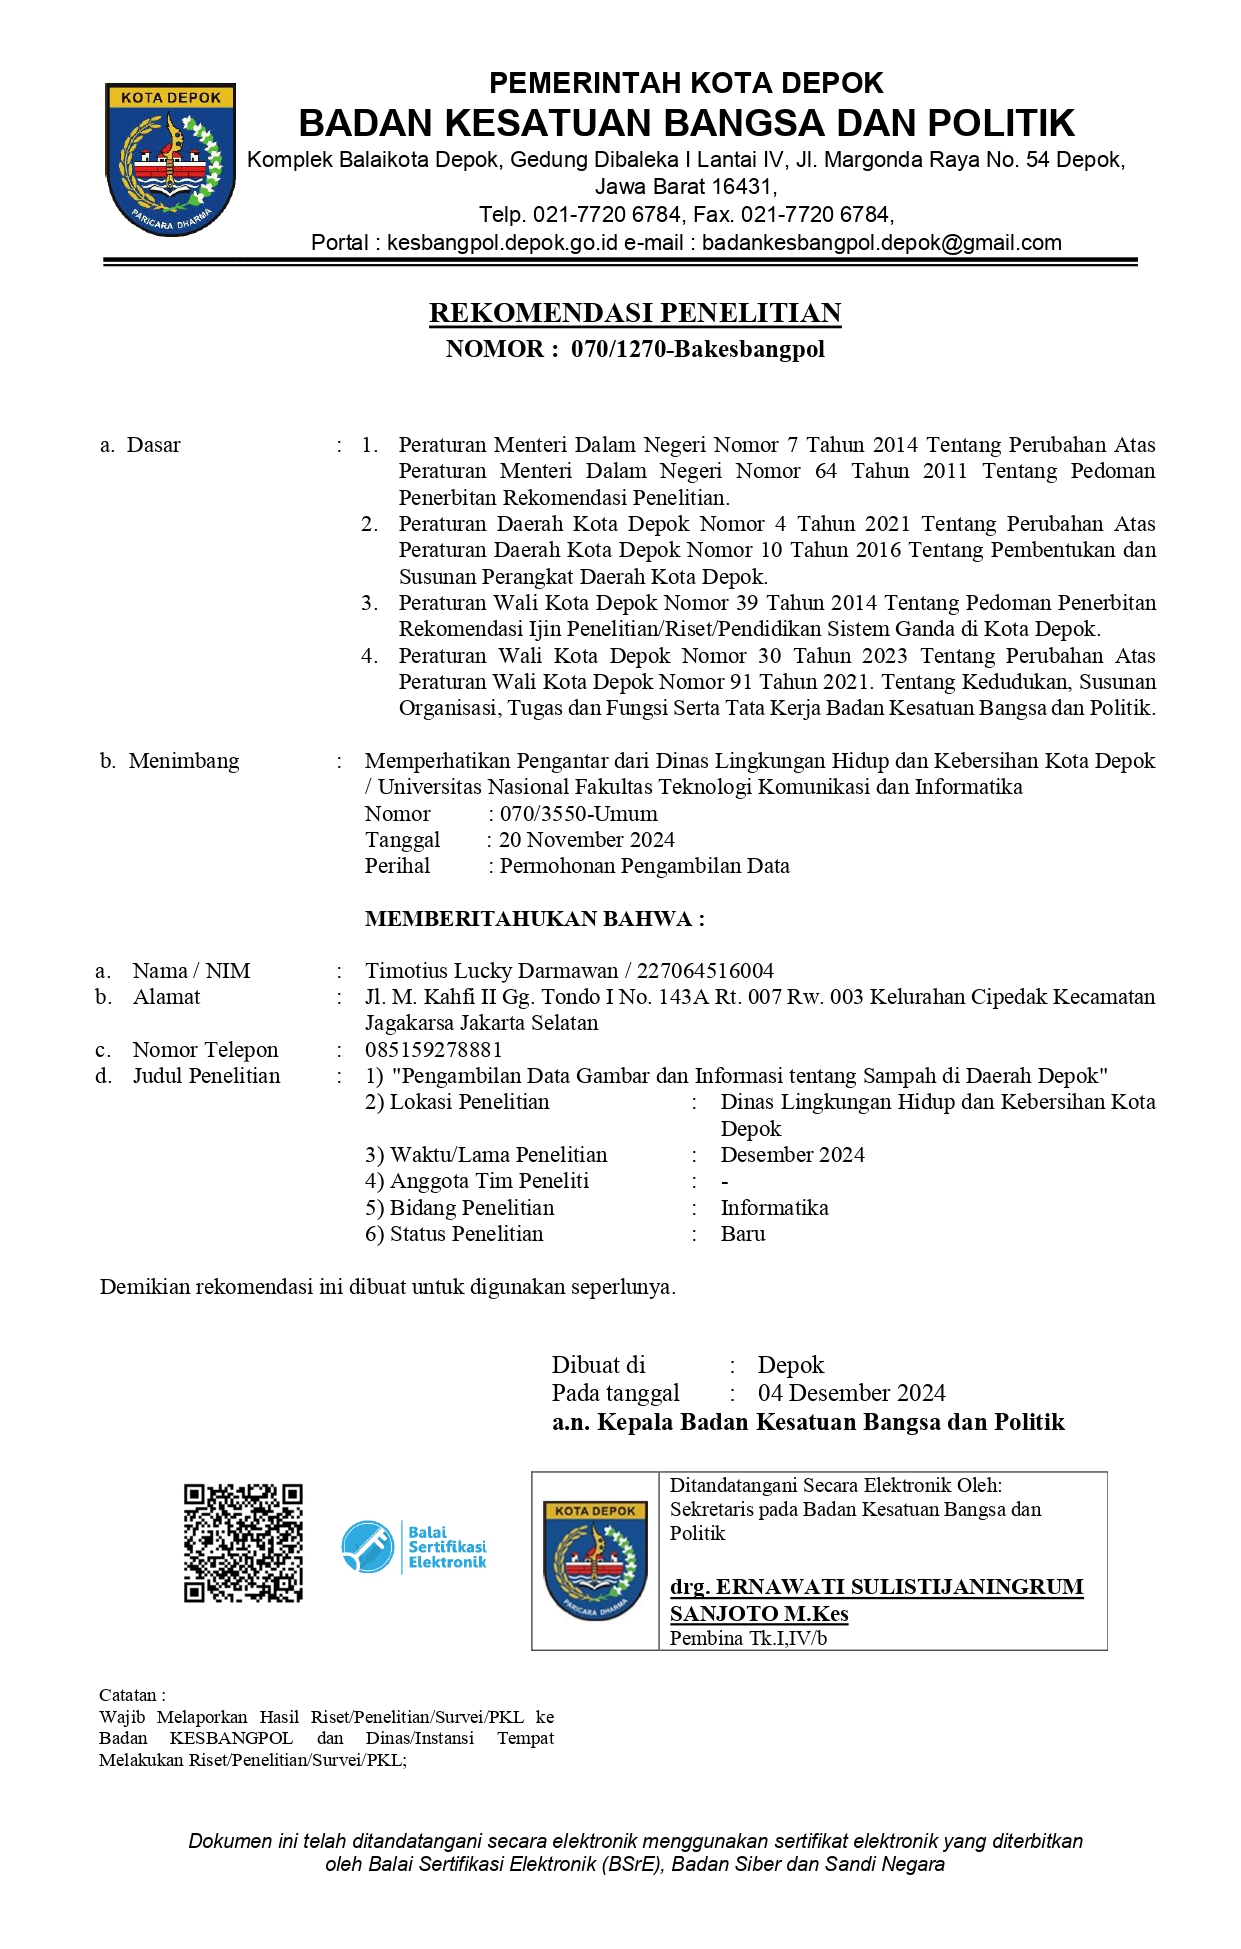 KOTA DEPOK
PARICARA DHARMA
PEMERINTAH KOTA DEPOK
BADAN KESATUAN BANGSA DAN POLITIK
Komplek Balaikota Depok, Gedung Dibaleka I Lantai IV, Jl. Margonda Raya No. 54 Depok,
Jawa Barat 16431,
Telp. 021-7720 6784, Fax. 021-7720 6784,
Portal : kesbangpol.depok.go.id e-mail : badankesbangpol.depok@gmail.com
REKOMENDASI PENELITIAN
NOMOR : 070/1270-Bakesbangpol
a. Dasar : 1. Peraturan Menteri Dalam Negeri Nomor 7 Tahun 2014 Tentang Perubahan Atas
Peraturan Menteri Dalam Negeri Nomor 64 Tahun 2011 Tentang Pedoman
Penerbitan Rekomendasi Penelitian.
2. Peraturan Daerah Kota Depok Nomor 4 Tahun 2021 Tentang Perubahan Atas
Peraturan Daerah Kota Depok Nomor 10 Tahun 2016 Tentang Pembentukan dan
Susunan Perangkat Daerah Kota Depok.
3. Peraturan Wali Kota Depok Nomor 39 Tahun 2014 Tentang Pedoman Penerbitan
Rekomendasi Ijin Penelitian/Riset/Pendidikan Sistem Ganda di Kota Depok.
4. Peraturan Wali Kota Depok Nomor 30 Tahun 2023 Tentang Perubahan Atas
Peraturan Wali Kota Depok Nomor 91 Tahun 2021. Tentang Kedudukan, Susunan
Organisasi, Tugas dan Fungsi Serta Tata Kerja Badan Kesatuan Bangsa dan Politik.
b. Menimbang : Memperhatikan Pengantar dari Dinas Lingkungan Hidup dan Kebersihan Kota Depok
/ Universitas Nasional Fakultas Teknologi Komunikasi dan Informatika
Nomor : 070/3550-Umum
Tanggal : 20 November 2024
Perihal : Permohonan Pengambilan Data
MEMBERITAHUKAN BAHWA :
a. Nama / NIM : Timotius Lucky Darmawan / 227064516004
b. Alamat : Jl. M. Kahfi II Gg. Tondo I No. 143A Rt. 007 Rw. 003 Kelurahan Cipedak Kecamatan
Jagakarsa Jakarta Selatan
c. Nomor Telepon : 085159278881
d. Judul Penelitian : 1) "Pengambilan Data Gambar dan Informasi tentang Sampah di Daerah Depok"
2) Lokasi Penelitian : Dinas Lingkungan Hidup dan Kebersihan Kota
Depok
3) Waktu/Lama Penelitian : Desember 2024
4) Anggota Tim Peneliti : -
5) Bidang Penelitian : Informatika
6) Status Penelitian : Baru
Demikian rekomendasi ini dibuat untuk digunakan seperlunya.
Dibuat di : Depok
Pada tanggal : 04 Desember 2024
a.n. Kepala Badan Kesatuan Bangsa dan Politik
Balai
Sertifikasi
Elektronik
KOTA DEPOK
PARICARA DHARMA
Ditandatangani Secara Elektronik Oleh:
Sekretaris pada Badan Kesatuan Bangsa dan
Politik
drg. ERNAWATI SULISTIJANINGRUM
SANJOTO M.Kes
Pembina Tk.I,IV/b
Catatan :
Wajib Melaporkan Hasil Riset/Penelitian/Survei/PKL ke
Badan KESBANGPOL dan Dinas/Instansi Tempat
Melakukan Riset/Penelitian/Survei/PKL;
Dokumen ini telah ditandatangani secara elektronik menggunakan sertifikat elektronik yang diterbitkan
oleh Balai Sertifikasi Elektronik (BSrE), Badan Siber dan Sandi Negara